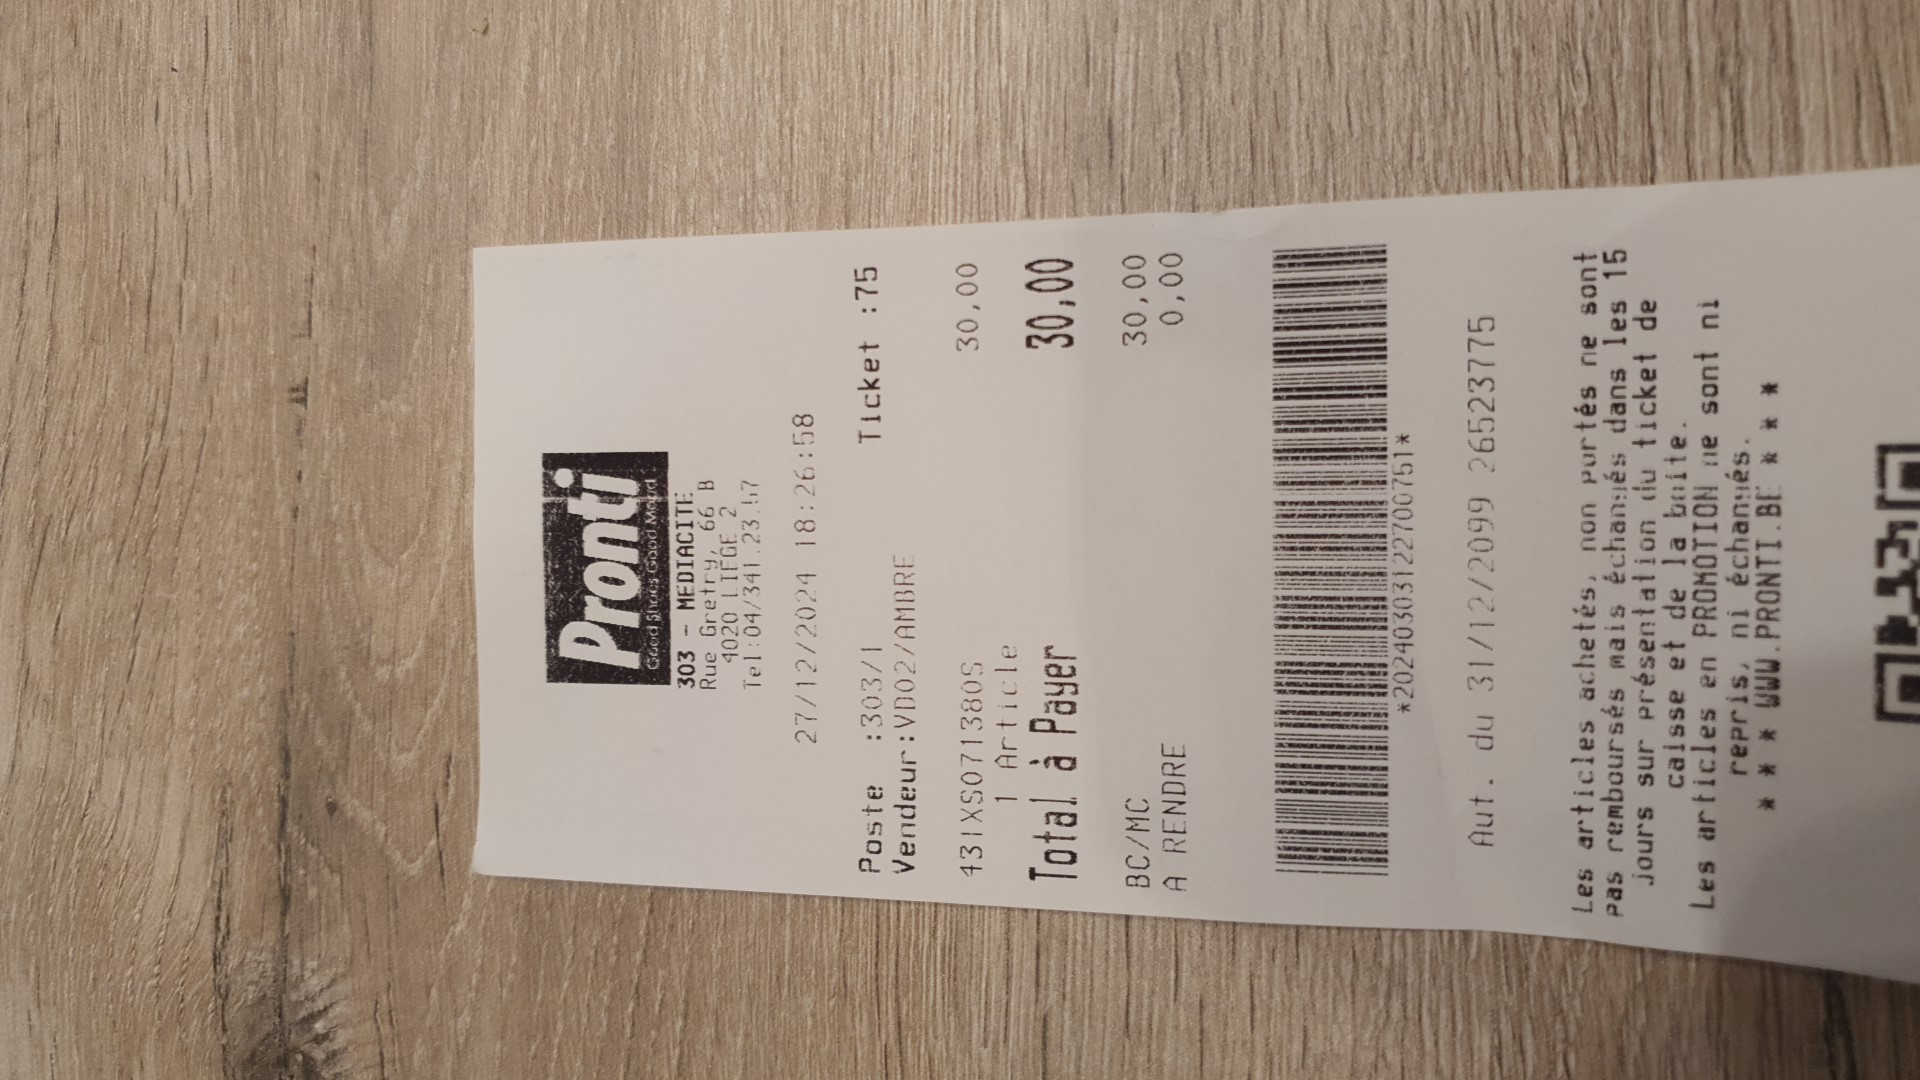 Pronti
Good Shoes Good Mood
303 - MEDIACITE
Rue Gretry, 66 B
4020 LIEGE 2
Tel:04/341.23.57
27/12/2024 18:26:58
Poste :303/1 Ticket :75
Vendeur:VD02/AMBRE
431XS071380S 30,00
1 Article
Total à Payer 30,00
BC/MC 30,00
A RENDRE 0,00
*20240303122700751*
Aut. du 31/12/2099 26523775
Les articles achetés, non portés ne sont
pas remboursés mais échangés dans les 15
jours sur présentation du ticket de
caisse et de la boite.
Les articles en PROMOTION ne sont ni
repris, ni échangés.
* * * WWW.PRONTI.BE * * *